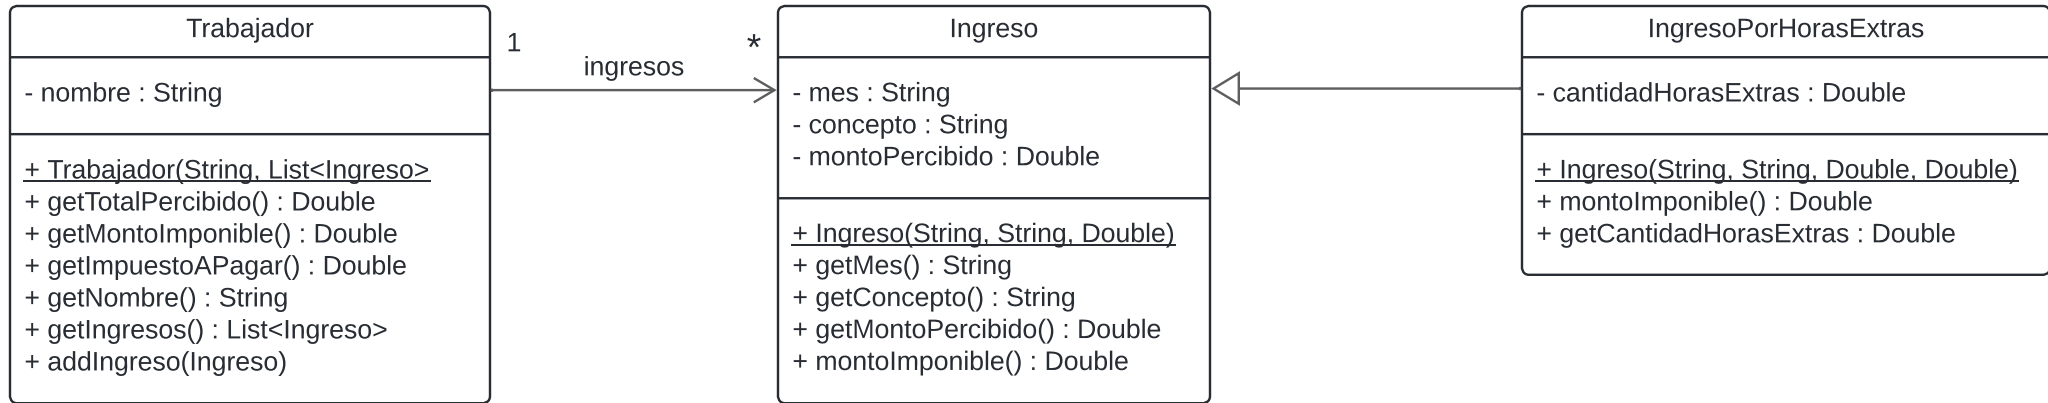 Trabajador
- nombre : String
+ Trabajador(String, List<Ingreso>
+ getTotalPercibido() : Double
+ getMontoImponible() : Double
+ getImpuestoAPagar() : Double
+ getNombre() : String
+ getIngresos() : List<Ingreso>
+ addIngreso(Ingreso)
1
ingresos
*
Ingreso
- mes : String
- concepto : String
- montoPercibido : Double
+ Ingreso(String, String, Double)
+ getMes() : String
+ getConcepto() : String
+ getMontoPercibido() : Double
+ montoImponible() : Double
IngresoPorHorasExtras
- cantidadHorasExtras : Double
+ Ingreso(String, String, Double, Double)
+ montoImponible() : Double
+ getCantidadHorasExtras : Double